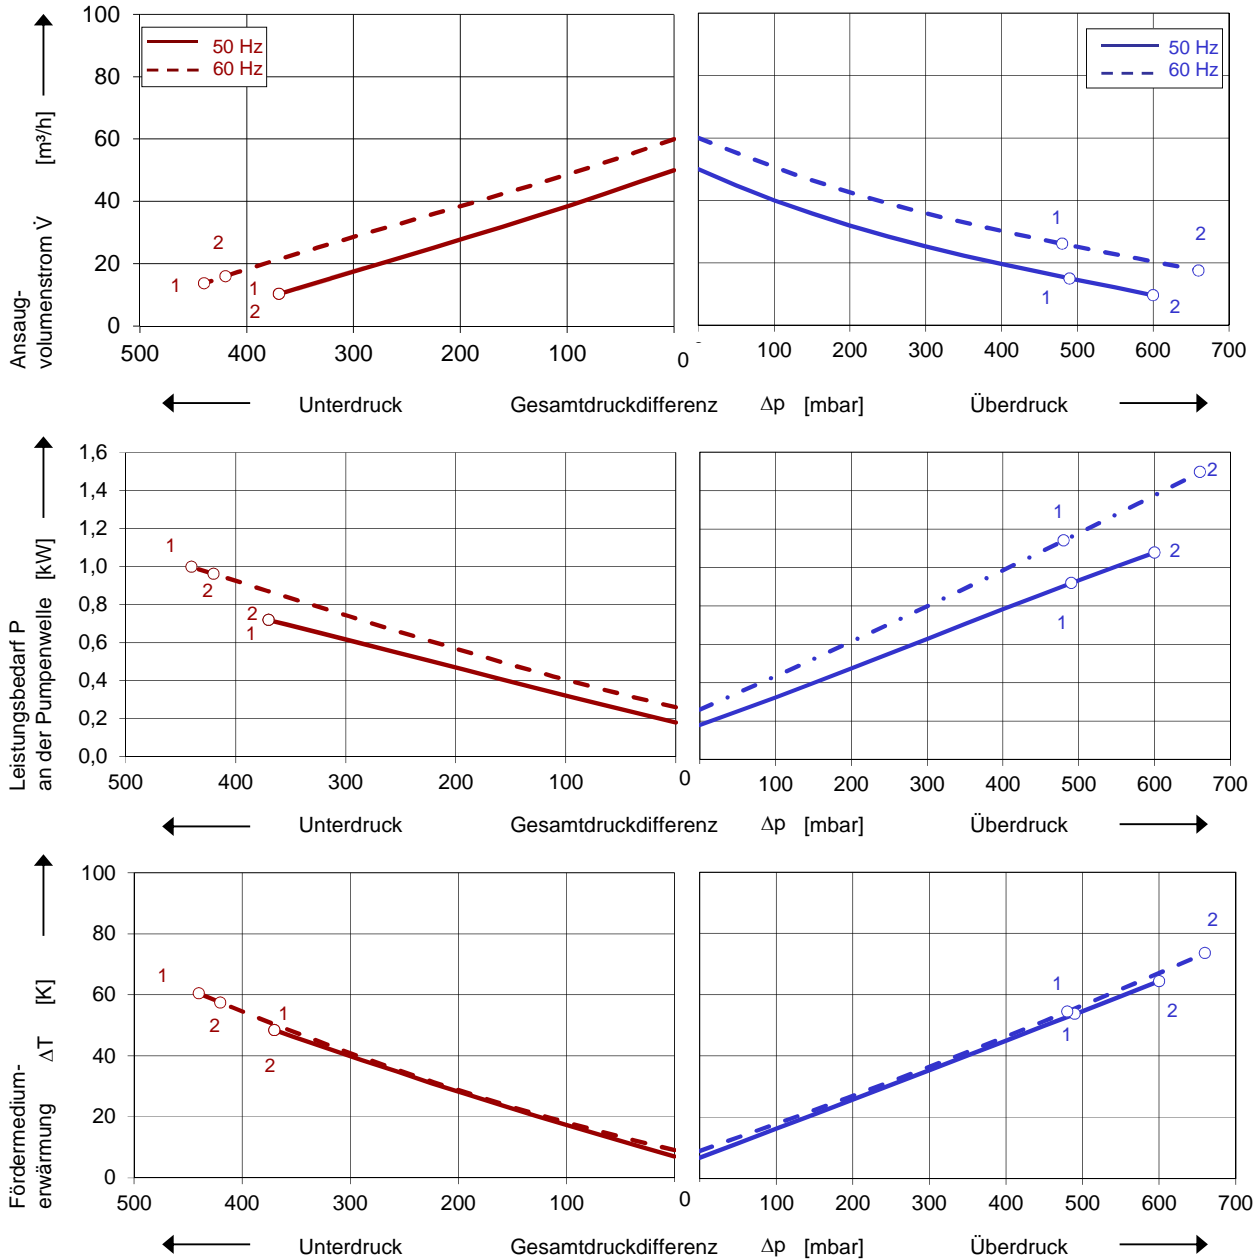 Ansaug-
volumenstrom V̇ [m³/h]
100
80
60
40
20
0
50 Hz
60 Hz
2
1
1
2
500 400 300 200 100 0
50 Hz
60 Hz
1
2
1
2
100 200 300 400 500 600 700
Unterdruck Gesamtdruckdifferenz Δp [mbar] Überdruck
Leistungsbedarf P
an der Pumpenwelle [kW]
1,6
1,4
1,2
1,0
0,8
0,6
0,4
0,2
0,0
1
2
2
1
500 400 300 200 100 0
2
1
2
1
100 200 300 400 500 600 700
Unterdruck Gesamtdruckdifferenz Δp [mbar] Überdruck
Fördermedium-
erwärmung ΔT [K]
100
80
60
40
20
0
1
2
1
2
500 400 300 200 100 0
2
1
2
1
100 200 300 400 500 600 700
Unterdruck Gesamtdruckdifferenz Δp [mbar] Überdruck